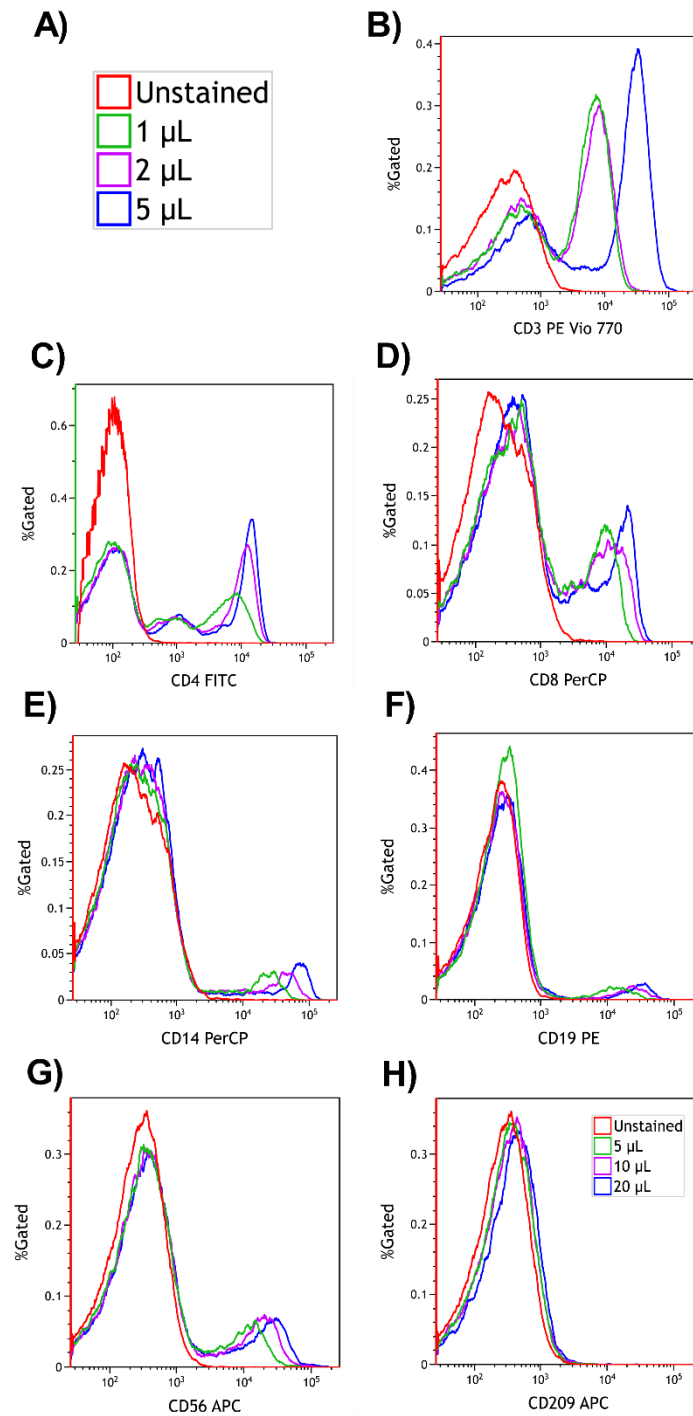 A)
Unstained
1 µL
2 µL
5 µL
B)
0.4
0.3
0.2
0.1
0
%Gated
10² 10³ 10⁴ 10⁵
CD3 PE Vio 770
C)
0.6
0.4
0.2
0
%Gated
10² 10³ 10⁴ 10⁵
CD4 FITC
D)
0.25
0.2
0.15
0.1
0.05
0
%Gated
10² 10³ 10⁴ 10⁵
CD8 PerCP
E)
0.25
0.2
0.15
0.1
0.05
0
%Gated
10² 10³ 10⁴ 10⁵
CD14 PerCP
F)
0.4
0.3
0.2
0.1
0
%Gated
10² 10³ 10⁴ 10⁵
CD19 PE
G)
0.3
0.2
0.1
0
%Gated
10² 10³ 10⁴ 10⁵
CD56 APC
H)
Unstained
5 µL
10 µL
20 µL
0.3
0.2
0.1
0
%Gated
10² 10³ 10⁴ 10⁵
CD209 APC